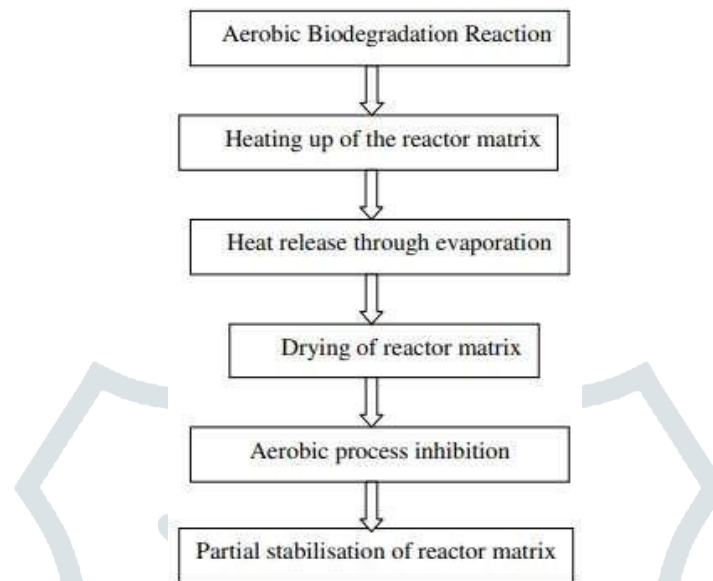 Aerobic Biodegradation Reaction
Heating up of the reactor matrix
Heat release through evaporation
Drying of reactor matrix
Aerobic process inhibition
Partial stabilisation of reactor matrix